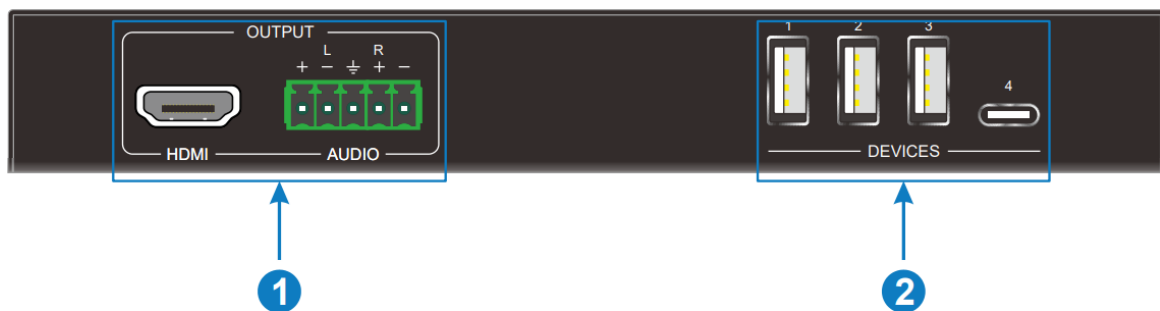 OUTPUT
L R
+ − ⏚ + −
HDMI AUDIO
1 2 3
4
DEVICES
1 2